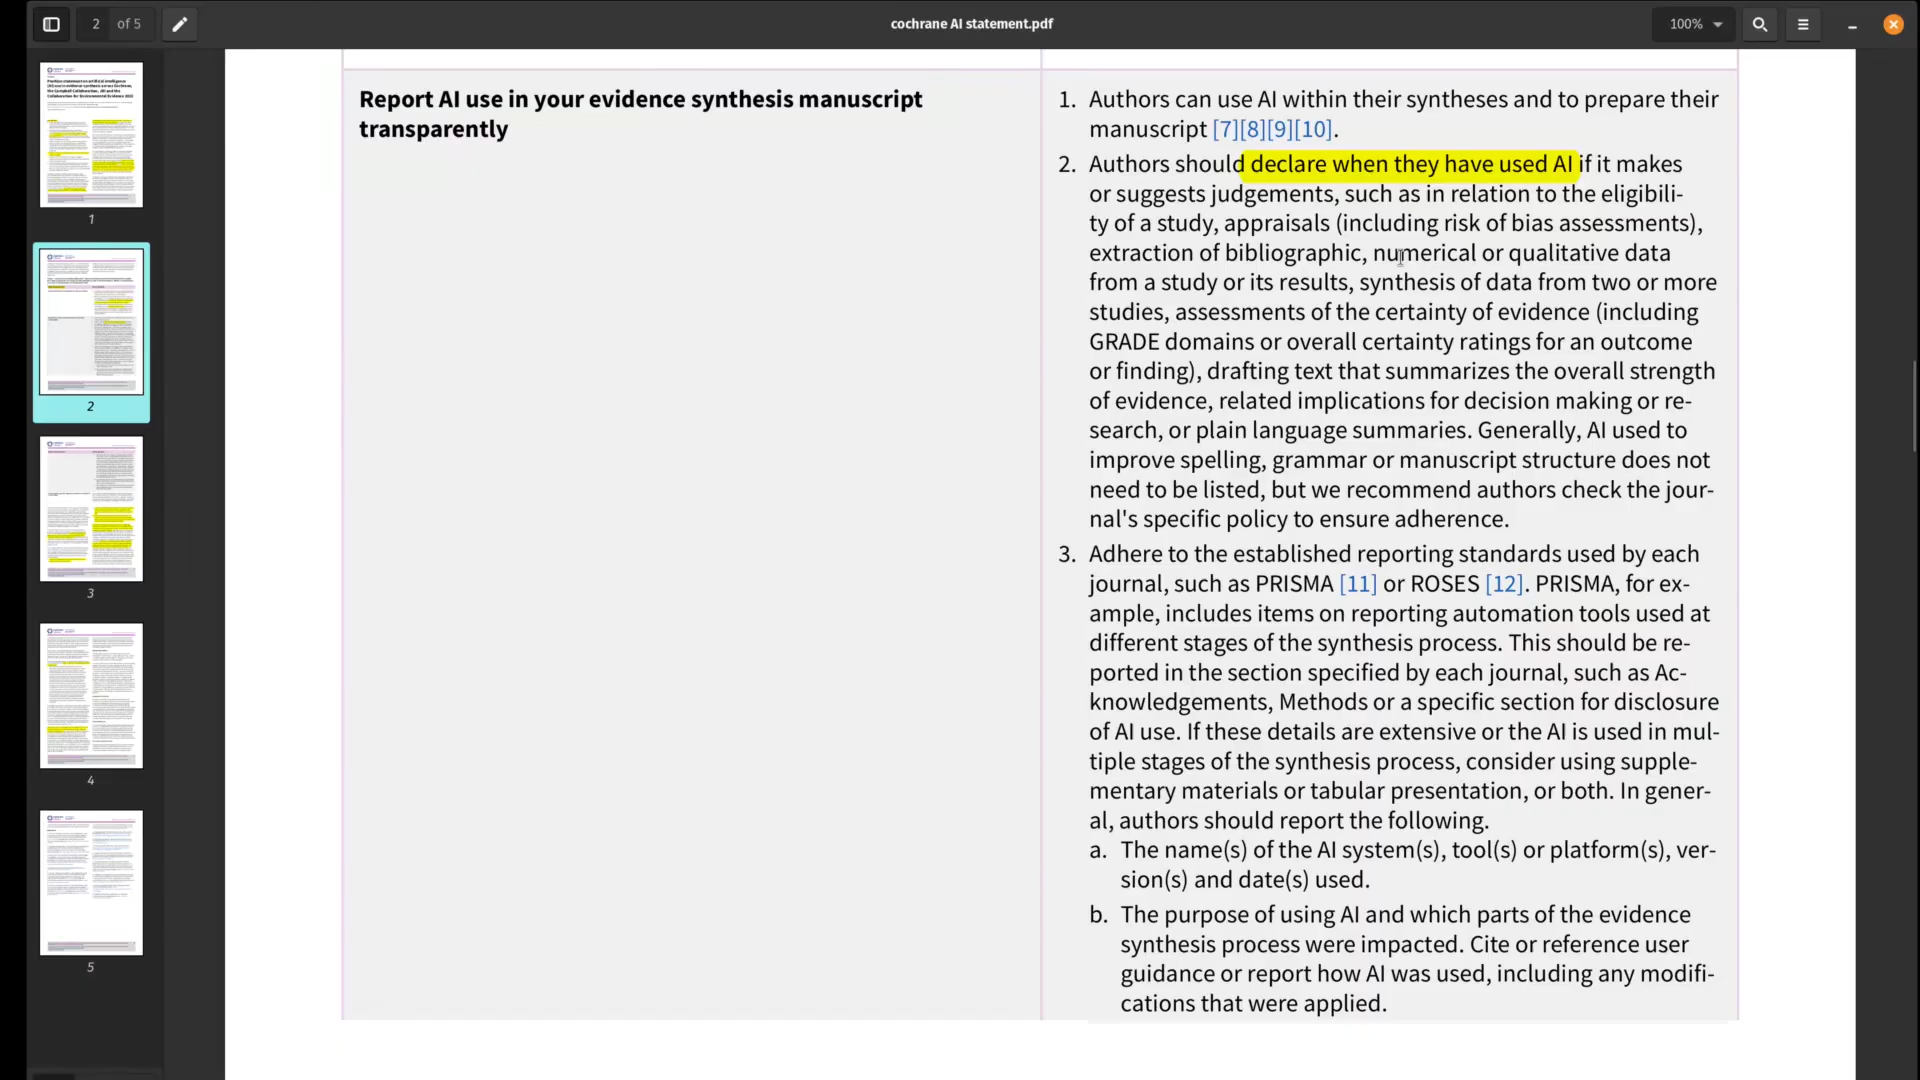 2 of 5
cochrane AI statement.pdf
100%
1
2
3
4
5
Report AI use in your evidence synthesis manuscript
transparently
1. Authors can use AI within their syntheses and to prepare their
manuscript [7][8][9][10].
2. Authors should declare when they have used AI if it makes
or suggests judgements, such as in relation to the eligibili-
ty of a study, appraisals (including risk of bias assessments),
extraction of bibliographic, numerical or qualitative data
from a study or its results, synthesis of data from two or more
studies, assessments of the certainty of evidence (including
GRADE domains or overall certainty ratings for an outcome
or finding), drafting text that summarizes the overall strength
of evidence, related implications for decision making or re-
search, or plain language summaries. Generally, AI used to
improve spelling, grammar or manuscript structure does not
need to be listed, but we recommend authors check the jour-
nal's specific policy to ensure adherence.
3. Adhere to the established reporting standards used by each
journal, such as PRISMA [11] or ROSES [12]. PRISMA, for ex-
ample, includes items on reporting automation tools used at
different stages of the synthesis process. This should be re-
ported in the section specified by each journal, such as Ac-
knowledgements, Methods or a specific section for disclosure
of AI use. If these details are extensive or the AI is used in mul-
tiple stages of the synthesis process, consider using supple-
mentary materials or tabular presentation, or both. In gener-
al, authors should report the following.
a. The name(s) of the AI system(s), tool(s) or platform(s), ver-
sion(s) and date(s) used.
b. The purpose of using AI and which parts of the evidence
synthesis process were impacted. Cite or reference user
guidance or report how AI was used, including any modifi-
cations that were applied.